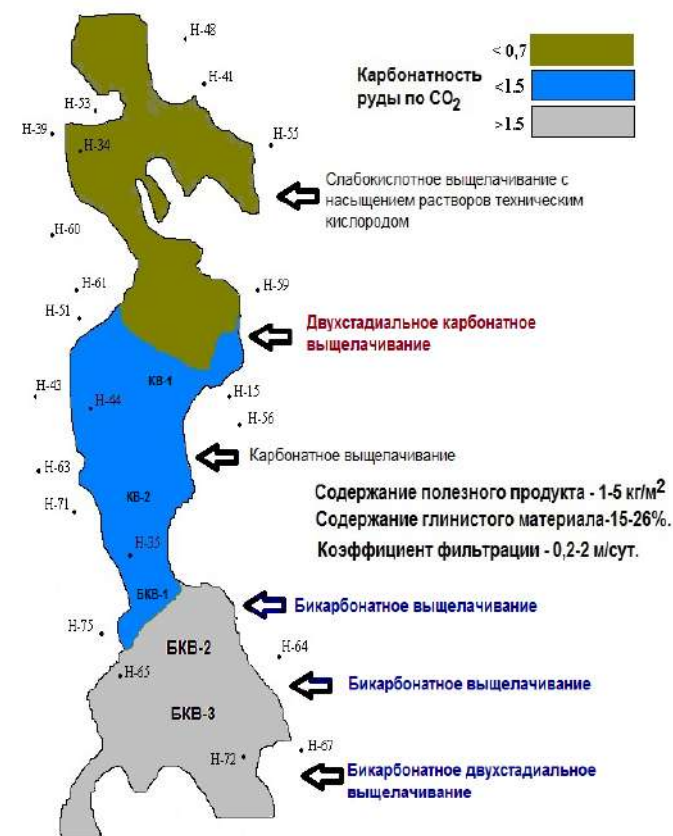 Н-48
< 0,7
Карбонатность
руды по CO2
<1.5
>1.5
Н-41
Н-53
Н-39
Н-34
Н-55
Слабокислотное выщелачивание с
насыщением растворов техническим
кислородом
Н-60
Н-61
Н-59
Н-51
Двухстадиальное карбонатное
выщелачивание
КВ-1
Н-43
Н-44
Н-15
Н-56
Карбонатное выщелачивание
Н-63
Содержание полезного продукта - 1-5 кг/м2
КВ-2
Н-71
Содержание глинистого материала-15-26%.
Н-35
Коэффициент фильтрации - 0,2-2 м/сут.
БКВ-1
Бикарбонатное выщелачивание
Н-75
БКВ-2
Н-64
Н-65
Бикарбонатное выщелачивание
БКВ-3
Н-72
Н-67
Бикарбонатное двухстадиальное
выщелачивание